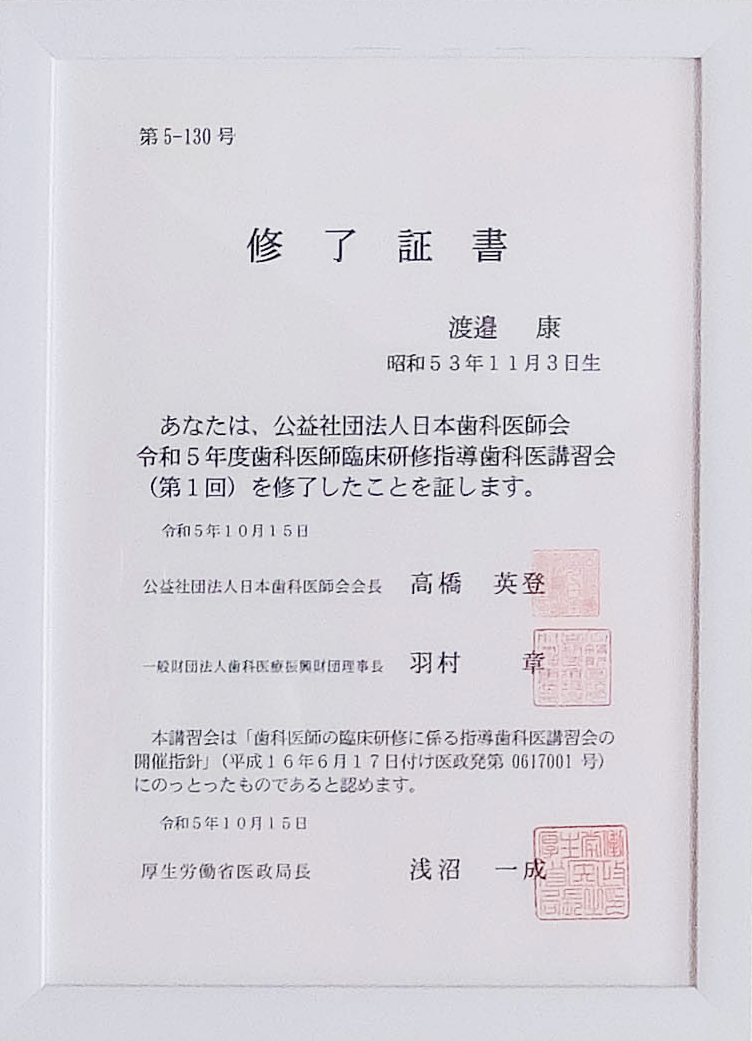 第5-130号
修了証書
渡邉 康
昭和５３年１１月３日生
あなたは、公益社団法人日本歯科医師会
令和５年度歯科医師臨床研修指導歯科医講習会
（第１回）を修了したことを証します。
令和５年１０月１５日
公益社団法人日本歯科医師会会長 高橋 英登
一般財団法人歯科医療振興財団理事長 羽村 章
本講習会は「歯科医師の臨床研修に係る指導歯科医講習会の
開催指針」（平成１６年６月１７日付け医政発第 0617001 号）
にのっとったものであると認めます。
令和５年１０月１５日
厚生労働省医政局長 浅沼 一成